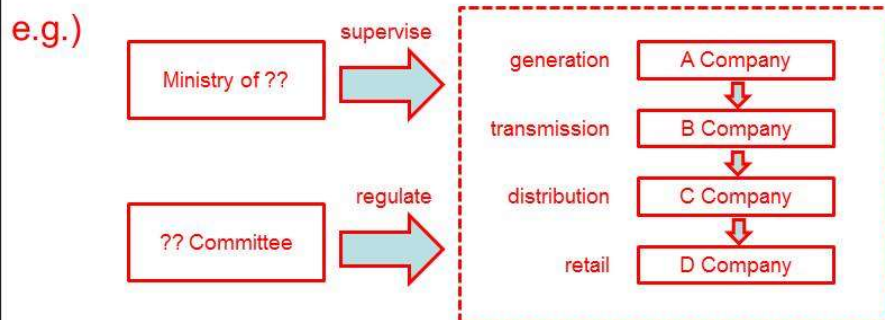 e.g.)
supervise
Ministry of ??
generation
A Company
transmission
B Company
regulate
distribution
C Company
?? Committee
retail
D Company